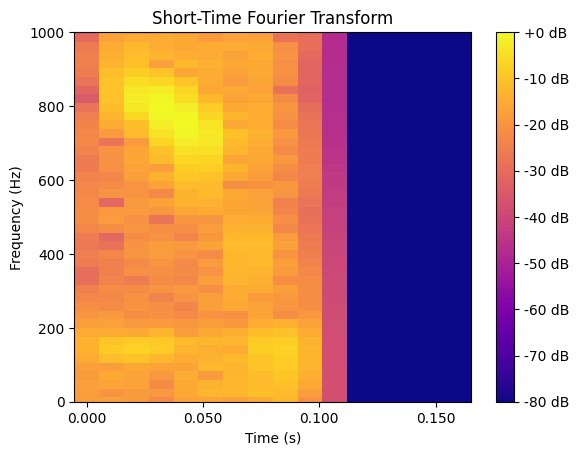 Short-Time Fourier Transform
1000
800
600
400
200
0
Frequency (Hz)
0.000
0.050
0.100
0.150
Time (s)
+0 dB
-10 dB
-20 dB
-30 dB
-40 dB
-50 dB
-60 dB
-70 dB
-80 dB